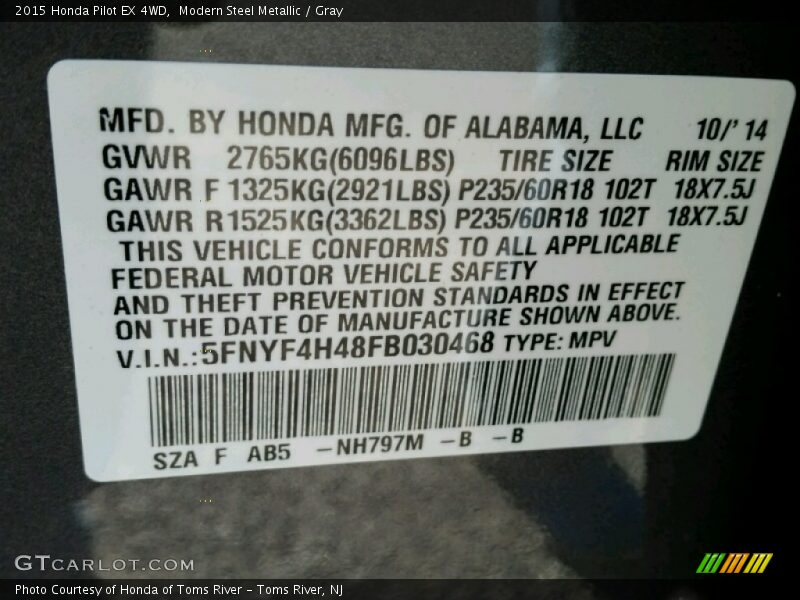 2015 Honda Pilot EX 4WD,  Modern Steel Metallic / Gray
MFD. BY HONDA MFG. OF ALABAMA, LLC 10/' 14
GVWR 2765KG(6096LBS) TIRE SIZE RIM SIZE
GAWR F 1325KG(2921LBS) P235/60R18 102T 18X7.5J
GAWR R1525KG(3362LBS) P235/60R18 102T 18X7.5J
THIS VEHICLE CONFORMS TO ALL APPLICABLE
FEDERAL MOTOR VEHICLE SAFETY
AND THEFT PREVENTION STANDARDS IN EFFECT
ON THE DATE OF MANUFACTURE SHOWN ABOVE.
V.I.N.:5FNYF4H48FB030468 TYPE: MPV
SZA F AB5 -NH797M -B -B
GTCARLOT.COM
Photo Courtesy of Honda of Toms River - Toms River, NJ